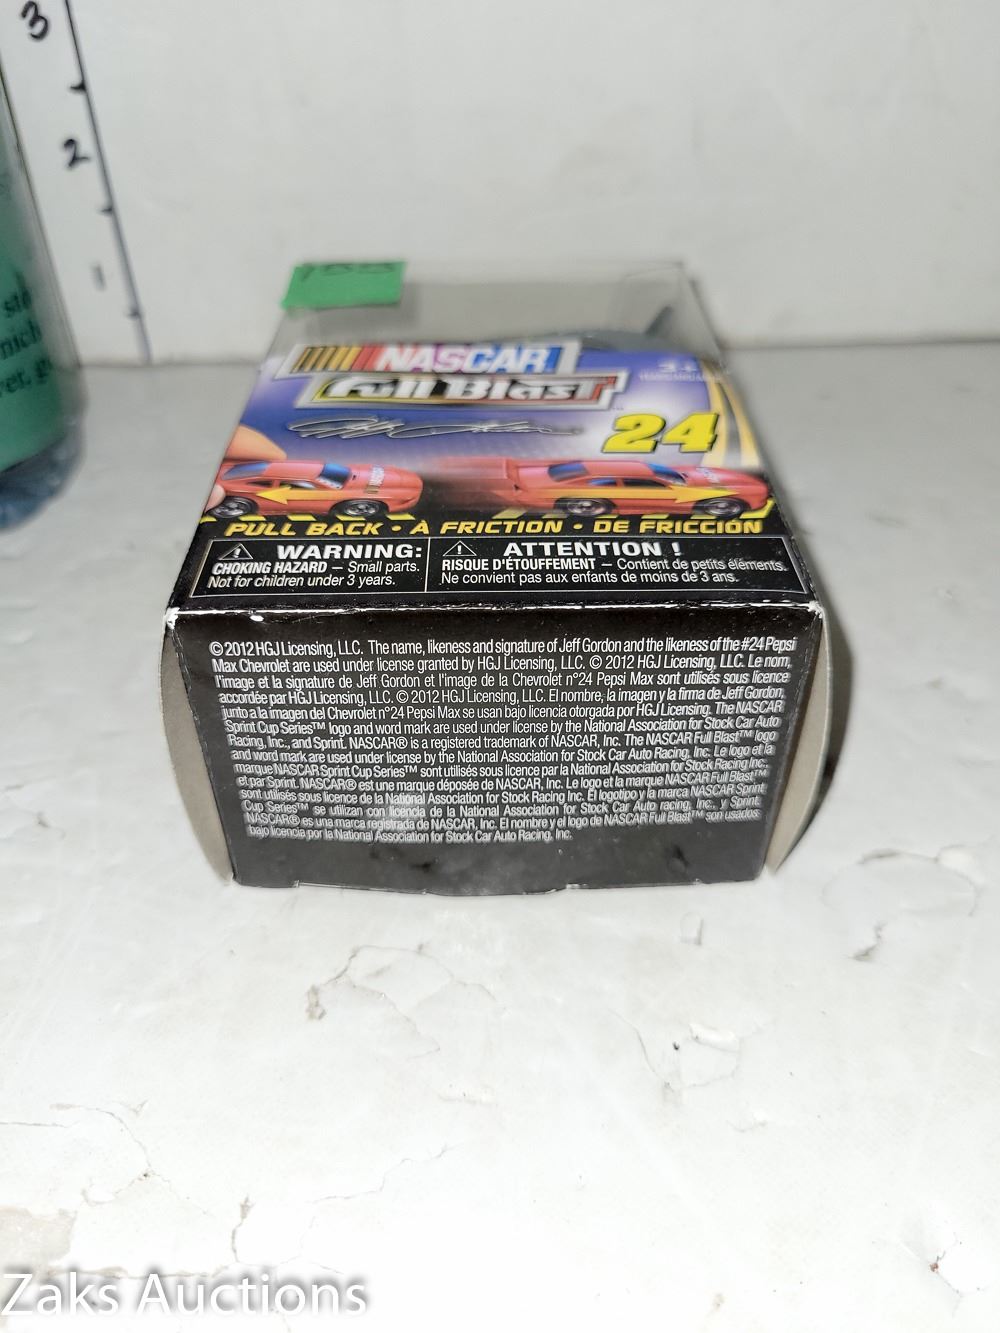 3
2
1
NASCAR
Full Blast
3+
24
PULL BACK • À FRICTION • DE FRICCIÓN
WARNING:
CHOKING HAZARD – Small parts.
Not for children under 3 years.
ATTENTION !
RISQUE D'ÉTOUFFEMENT – Contient de petits éléments.
Ne convient pas aux enfants de moins de 3 ans.
©2012 HGJ Licensing, LLC. The name, likeness and signature of Jeff Gordon and the likeness of the #24 Pepsi
Max Chevrolet are used under license granted by HGJ Licensing, LLC. © 2012 HGJ Licensing, LLC. Le nom,
l'image et la signature de Jeff Gordon et l'image de la Chevrolet n°24 Pepsi Max sont utilisés sous licence
accordée par HGJ Licensing, LLC. © 2012 HGJ Licensing, LLC. El nombre, la imagen y la firma de Jeff Gordon,
junto a la imagen del Chevrolet n°24 Pepsi Max se usan bajo licencia otorgada por HGJ Licensing. The NASCAR
Sprint Cup Series™ logo and word mark are used under license by the National Association for Stock Car Auto
Racing, Inc., and Sprint. NASCAR® is a registered trademark of NASCAR, Inc. The NASCAR Full Blast™ logo
and word mark are used under license by the National Association for Stock Car Auto Racing, Inc. Le logo et la
marque NASCAR Sprint Cup Series™ sont utilisés sous licence par la National Association for Stock Car Auto Racing Inc.
et par Sprint. NASCAR® est une marque déposée de NASCAR, Inc. Le logo et la marque NASCAR Full Blast™
sont utilisés sous licence de la National Association for Stock Racing Inc. El logotipo y la marca NASCAR Sprint
Cup Series™ se utilizan con licencia de la National Association for Stock Car Auto racing, Inc., y Sprint.
NASCAR® es una marca registrada de NASCAR, Inc. El nombre y el logo de NASCAR Full Blast™ son usados
bajo licencia por la National Association for Stock Car Auto Racing, Inc.
Zaks Auctions